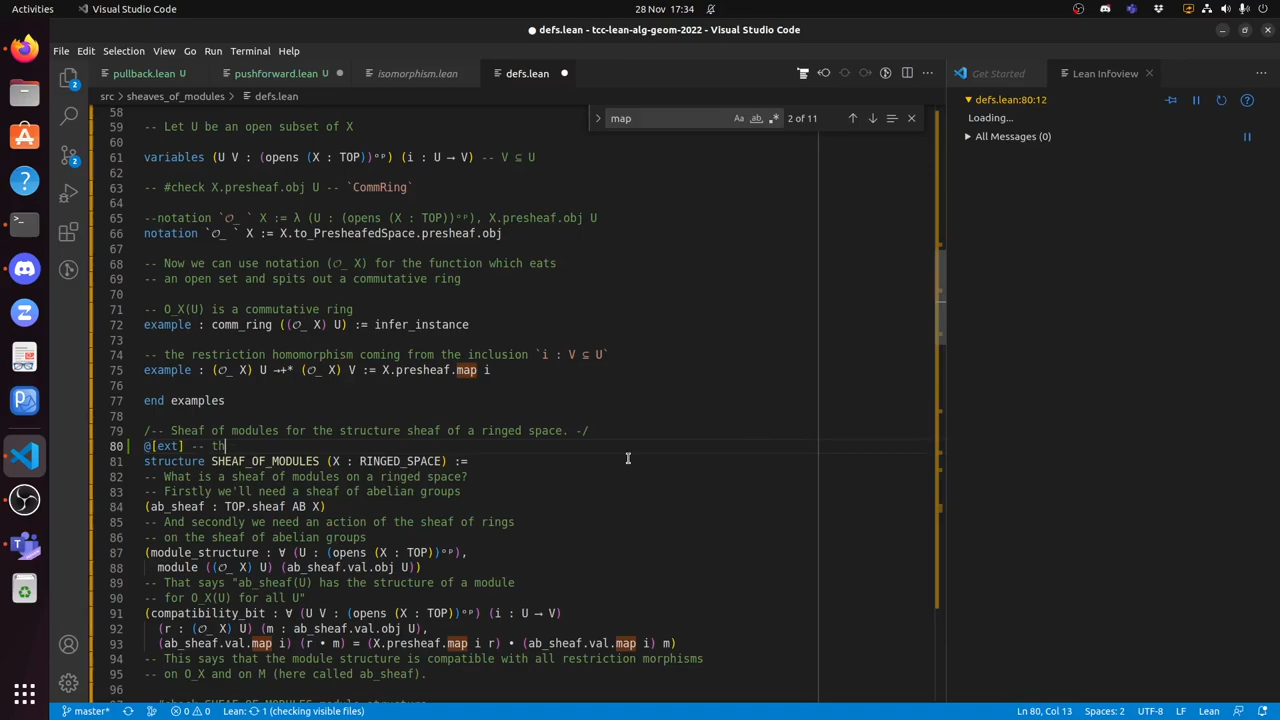 Activities
Visual Studio Code
28 Nov 17:34
defs.lean - tcc-lean-alg-geom-2022 - Visual Studio Code
File Edit Selection View Go Run Terminal Help
pullback.lean U
pushforward.lean U
isomorphism.lean
defs.lean
Get Started
Lean Infoview
src > sheaves_of_modules > defs.lean
map
Aa ab
2 of 11
defs.lean:80:12
Loading...
All Messages (0)
58
59 -- Let U be an open subset of X
60
61 variables (U V : (opens (X : TOP))ᵒᵖ) (i : U ⟶ V) -- V ⊆ U
62
63 -- #check X.presheaf.obj U -- `CommRing`
64
65 --notation `𝒪_ ` X := λ (U : (opens (X : TOP))ᵒᵖ), X.presheaf.obj U
66 notation `𝒪_ ` X := X.to_PresheafedSpace.presheaf.obj
67
68 -- Now we can use notation (𝒪_ X) for the function which eats
69 -- an open set and spits out a commutative ring
70
71 -- O_X(U) is a commutative ring
72 example : comm_ring ((𝒪_ X) U) := infer_instance
73
74 -- the restriction homomorphism coming from the inclusion `i : V ⊆ U`
75 example : (𝒪_ X) U →+* (𝒪_ X) V := X.presheaf.map i
76
77 end examples
78
79 /-- Sheaf of modules for the structure sheaf of a ringed space. -/
80 @[ext] -- th
81 structure SHEAF_OF_MODULES (X : RINGED_SPACE) :=
82 -- What is a sheaf of modules on a ringed space?
83 -- Firstly we'll need a sheaf of abelian groups
84 (ab_sheaf : TOP.sheaf AB X)
85 -- And secondly we need an action of the sheaf of rings
86 -- on the sheaf of abelian groups
87 (module_structure : ∀ (U : (opens (X : TOP))ᵒᵖ),
88 module ((𝒪_ X) U) (ab_sheaf.val.obj U))
89 -- That says "ab_sheaf(U) has the structure of a module
90 -- for O_X(U) for all U"
91 (compatibility_bit : ∀ (U V : (opens (X : TOP))ᵒᵖ) (i : U ⟶ V)
92 (r : (𝒪_ X) U) (m : ab_sheaf.val.obj U),
93 (ab_sheaf.val.map i) (r • m) = (X.presheaf.map i r) • (ab_sheaf.val.map i) m)
94 -- This says that the module structure is compatible with all restriction morphisms
95 -- on O_X and on M (here called ab_sheaf).
96
master*
0 0
Lean: 1 (checking visible files)
Ln 80, Col 13
Spaces: 2
UTF-8
LF
Lean